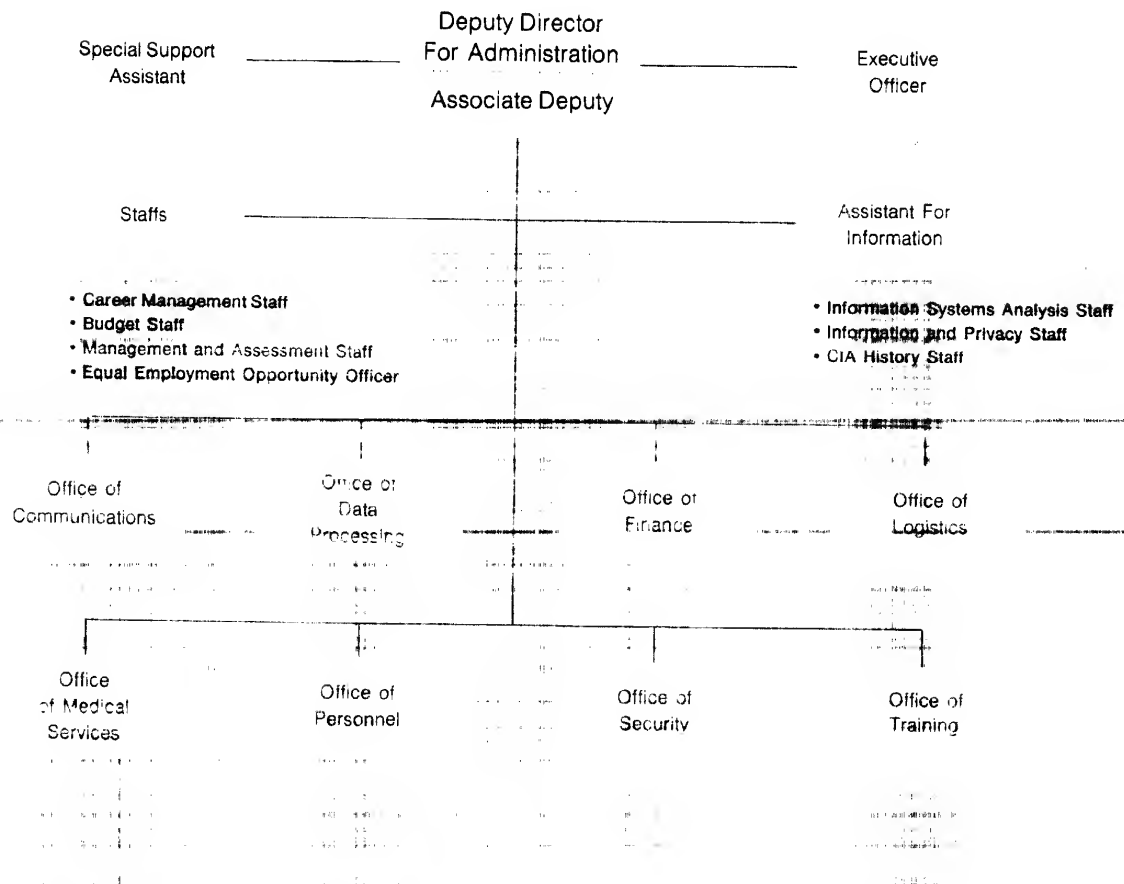 Deputy Director
For Administration
Special Support
Assistant
Executive
Officer
Associate Deputy
Staffs
Assistant For
Information
• Career Management Staff
• Budget Staff
• Management and Assessment Staff
• Equal Employment Opportunity Officer
• Information Systems Analysis Staff
• Information and Privacy Staff
• CIA History Staff
Office of
Communications
Office of
Data
Processing
Office of
Finance
Office of
Logistics
Office
of Medical
Services
Office of
Personnel
Office of
Security
Office of
Training